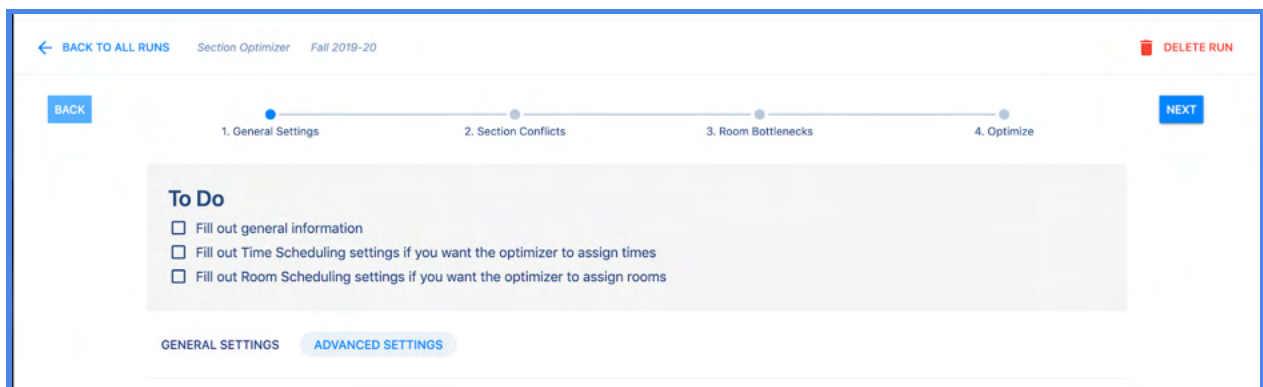 BACK TO ALL RUNS Section Optimizer Fall 2019-20 DELETE RUN
BACK NEXT
1. General Settings 2. Section Conflicts 3. Room Bottlenecks 4. Optimize
To Do
Fill out general information
Fill out Time Scheduling settings if you want the optimizer to assign times
Fill out Room Scheduling settings if you want the optimizer to assign rooms
GENERAL SETTINGS ADVANCED SETTINGS